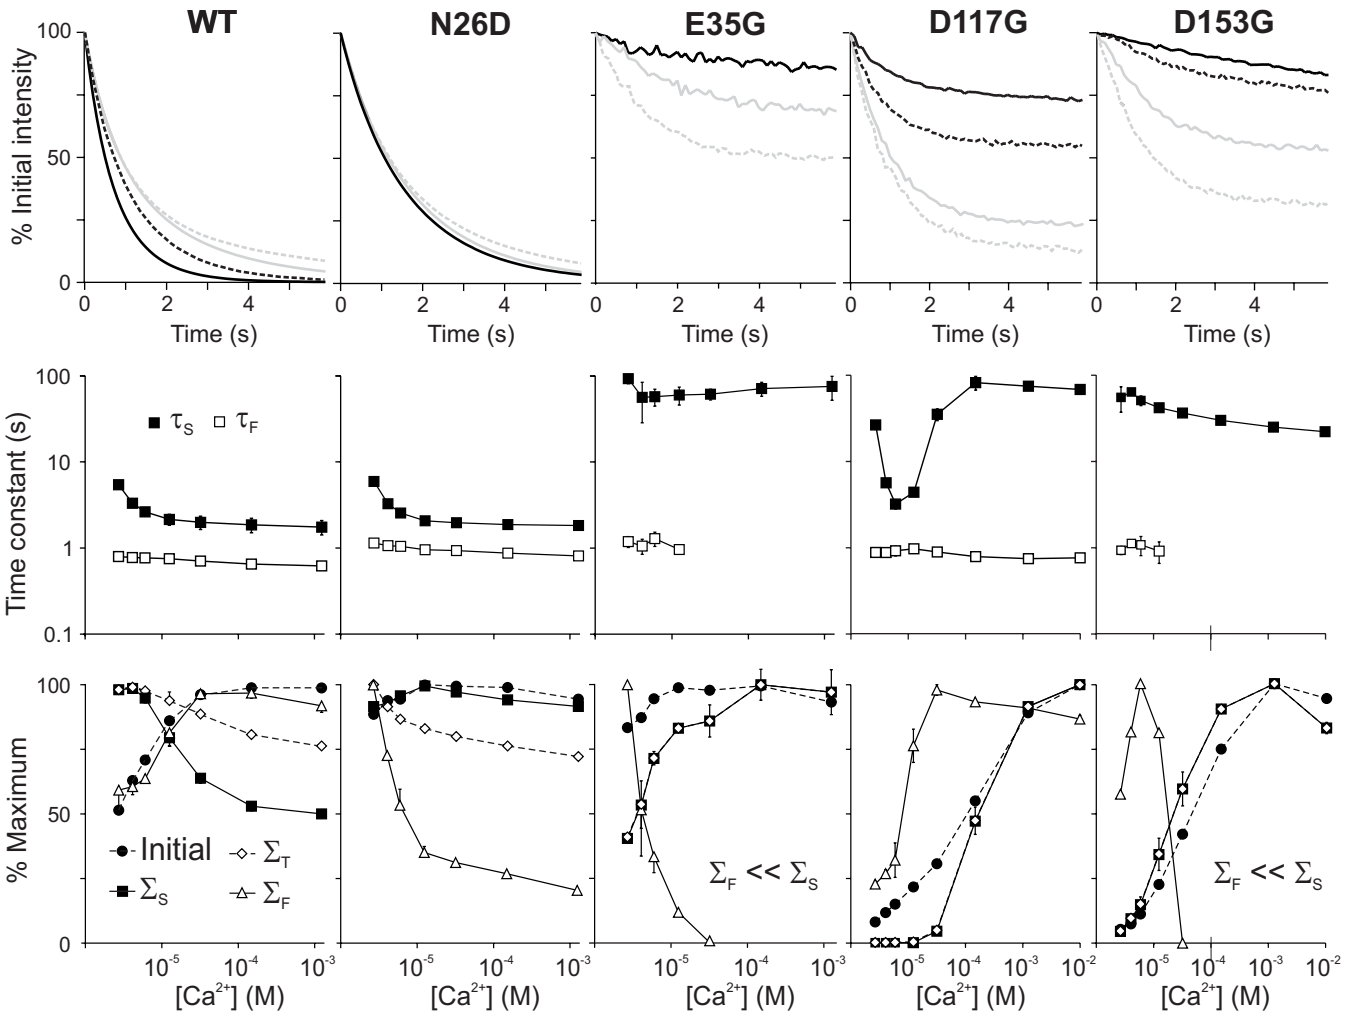 WT N26D E35G D117G D153G
% Initial intensity
100
50
0
0 2 4 0 2 4 0 2 4 0 2 4 0 2 4
Time (s) Time (s) Time (s) Time (s) Time (s)
Time constant (s)
100
10
1
0.1
τS τF
% Maximum
100
50
0
Initial ΣT
ΣS ΣF
ΣF << ΣS ΣF << ΣS
10-5 10-4 10-3 10-5 10-4 10-3 10-5 10-4 10-3 10-5 10-4 10-3 10-2 10-5 10-4 10-3 10-2
[Ca2+] (M) [Ca2+] (M) [Ca2+] (M) [Ca2+] (M) [Ca2+] (M)